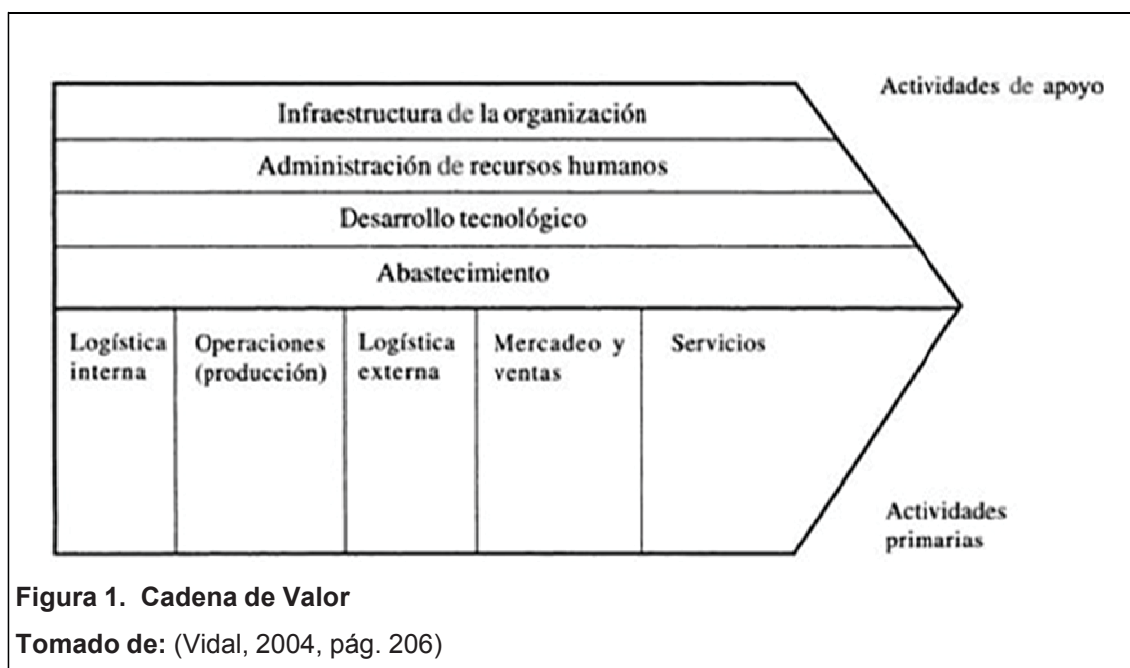 Actividades de apoyo
Infraestructura de la organización
Administración de recursos humanos
Desarrollo tecnológico
Abastecimiento
Logística
interna
Operaciones
(producción)
Logística
externa
Mercadeo y
ventas
Servicios
Actividades
primarias
Figura 1. Cadena de Valor
Tomado de: (Vidal, 2004, pág. 206)